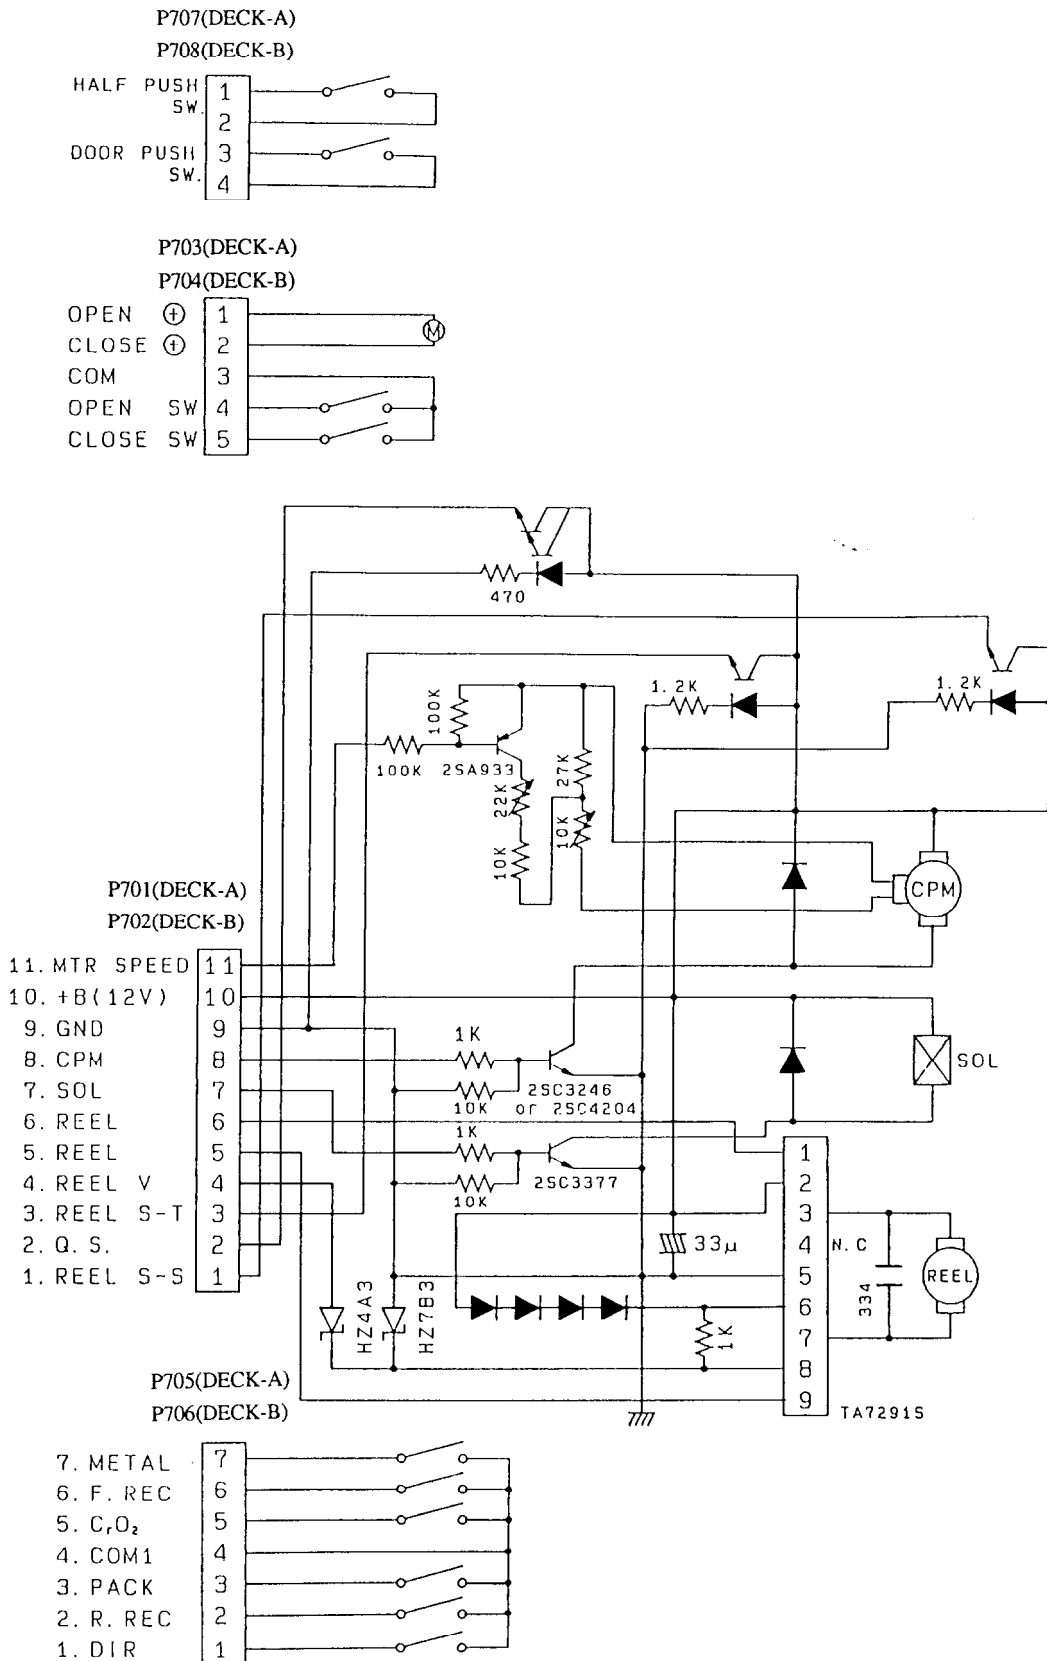 P707(DECK-A)
P708(DECK-B)
HALF PUSH SW.
1
2
DOOR PUSH SW.
3
4
P703(DECK-A)
P704(DECK-B)
OPEN ⊕ 1
CLOSE ⊕ 2
M
COM 3
OPEN SW 4
CLOSE SW 5
470
1.2K
1.2K
100K
100K
2SA933
22K
27K
10K
10K
CPM
P701(DECK-A)
P702(DECK-B)
11. MTR SPEED 11
10. +B(12V) 10
9. GND 9
8. CPM 8
7. SOL 7
6. REEL 6
5. REEL 5
4. REEL V 4
3. REEL S-T 3
2. Q.S. 2
1. REEL S-S 1
1K
10K
2SC3246
or 2SC4204
1K
10K
2SC3377
SOL
33μ
HZ4A3
HZ7B3
1K
1
2
3
4 N.C
5
6
7
8
9
334
REEL
TA7291S
P705(DECK-A)
P706(DECK-B)
7. METAL 7
6. F.REC 6
5. CrO₂ 5
4. COM1 4
3. PACK 3
2. R.REC 2
1. DIR 1